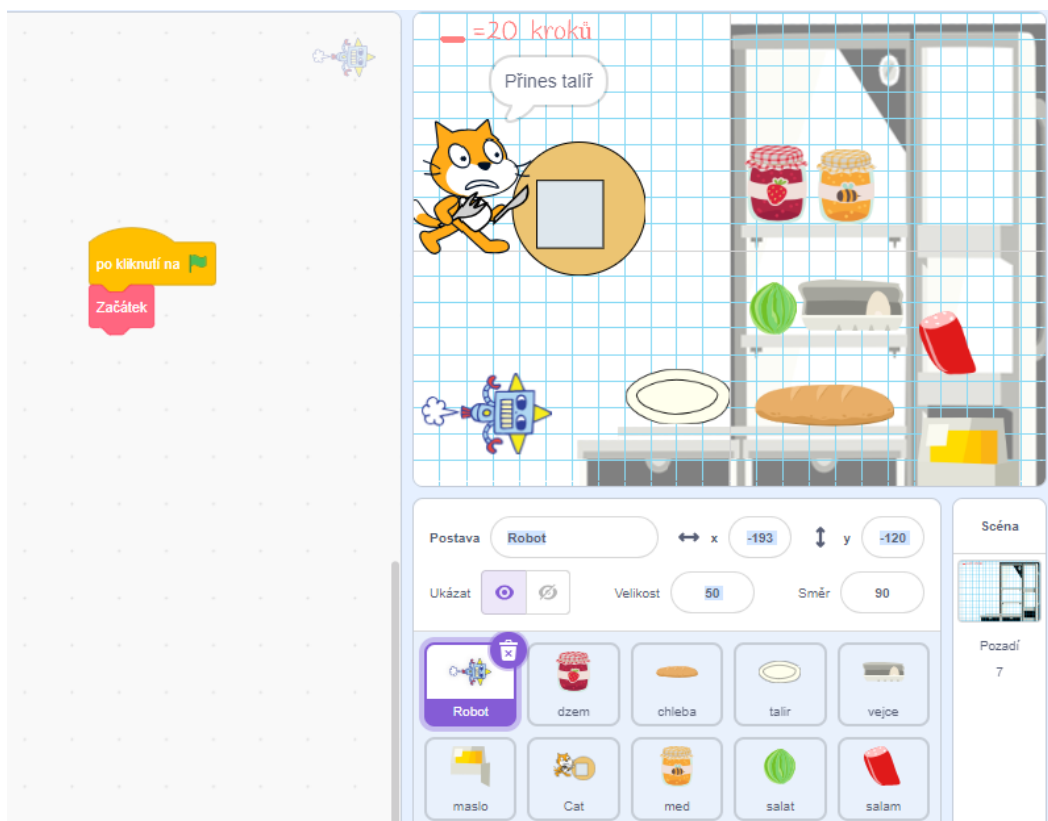 _ =20 kroků
Přines talíř
po kliknutí na
Začátek
Postava Robot x -193 y -120
Ukázat Velikost 50 Směr 90
Scéna
Pozadí
7
Robot dzem chleba talir vejce
maslo Cat med salat salam